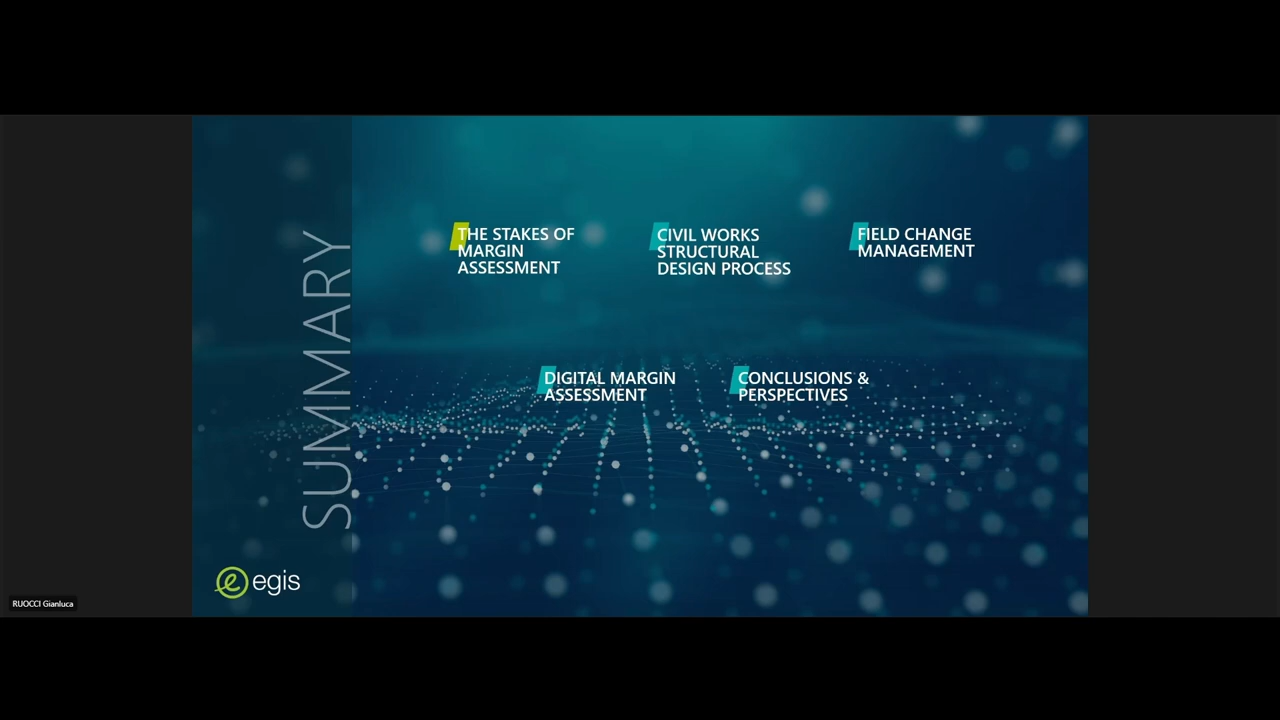 SUMMARY
THE STAKES OF
MARGIN
ASSESSMENT
CIVIL WORKS
STRUCTURAL
DESIGN PROCESS
FIELD CHANGE
MANAGEMENT
DIGITAL MARGIN
ASSESSMENT
CONCLUSIONS &
PERSPECTIVES
egis
RUOCCI Gianluca